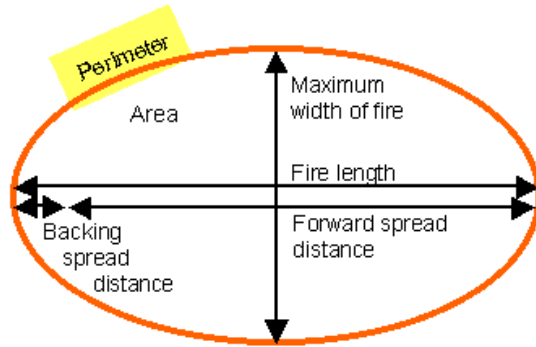 Perimeter
Area
Maximum
width of fire
Fire length
Backing
spread
distance
Forward spread
distance